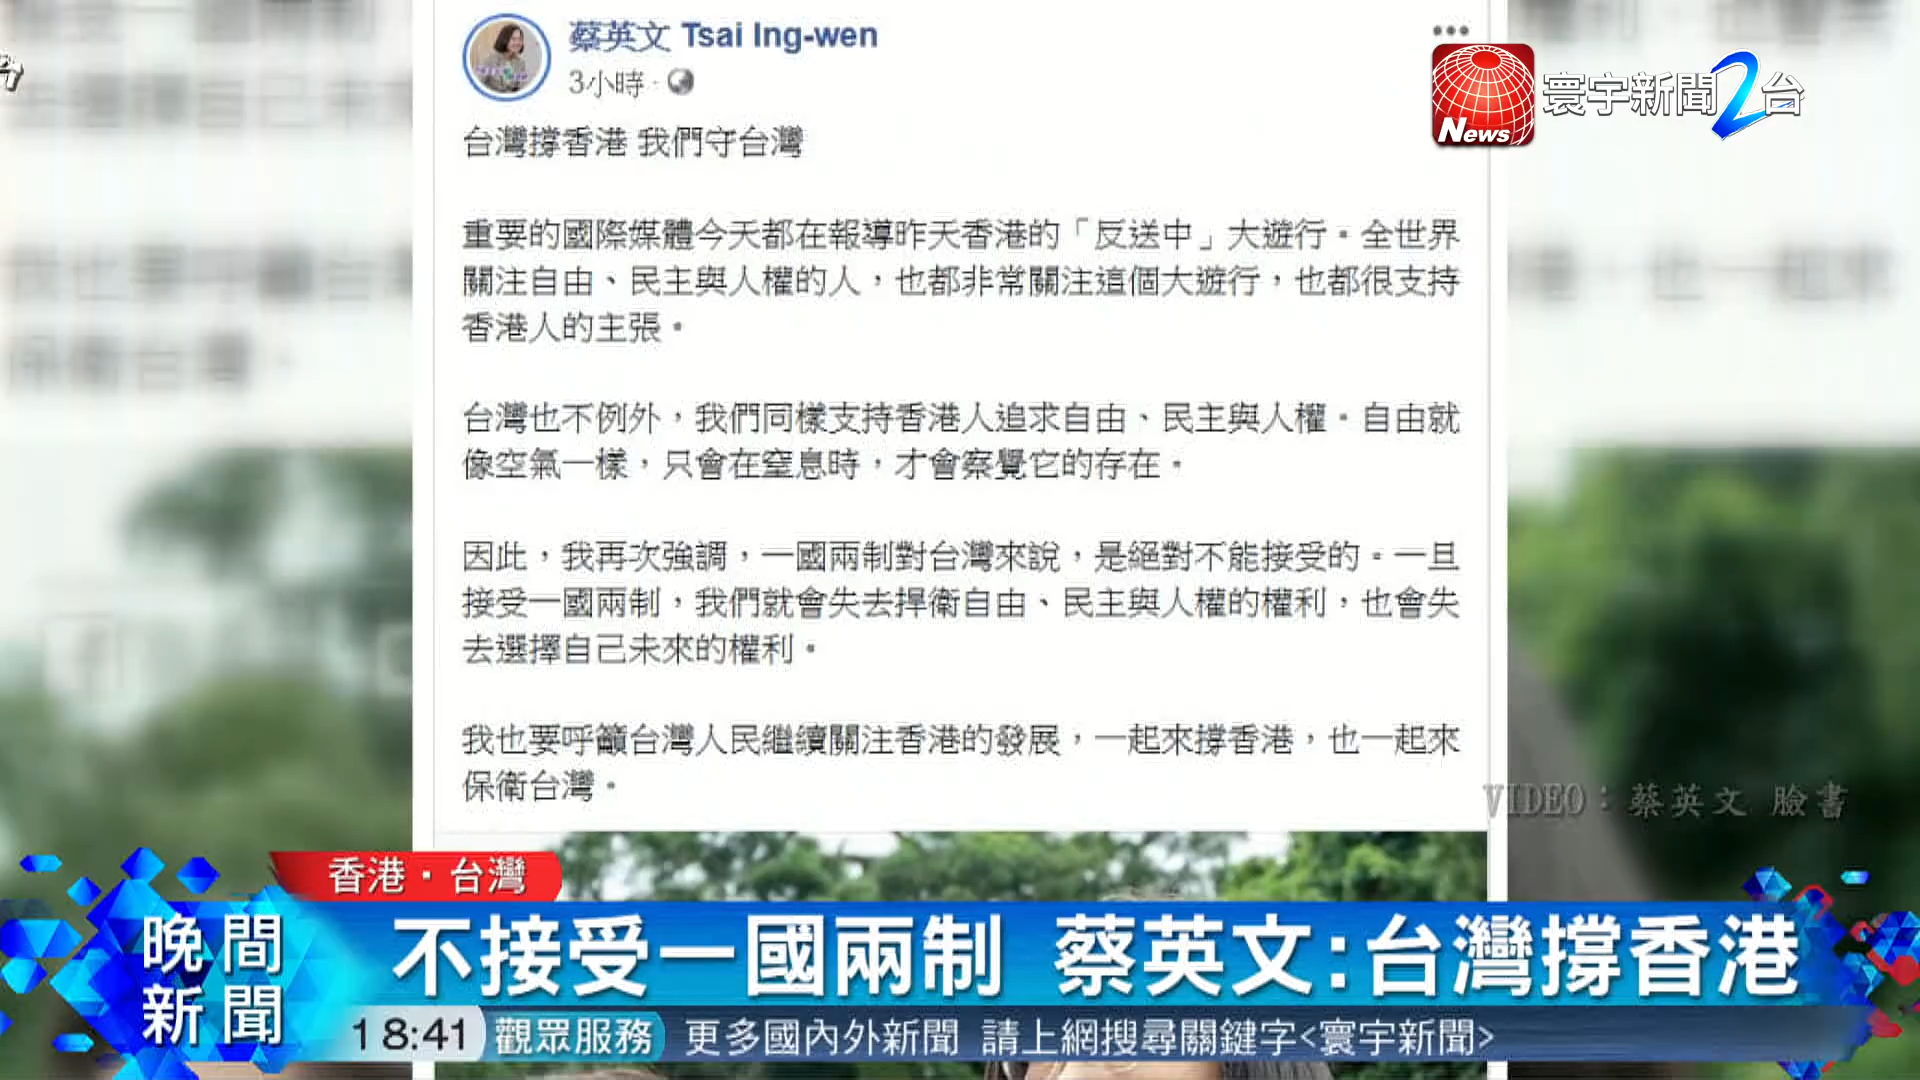 蔡英文 Tsai Ing-wen
3小時
News
寰宇新聞2台
台灣撐香港 我們守台灣
重要的國際媒體今天都在報導昨天香港的「反送中」大遊行。全世界
關注自由、民主與人權的人，也都非常關注這個大遊行，也都很支持
香港人的主張。
台灣也不例外，我們同樣支持香港人追求自由、民主與人權。自由就
像空氣一樣，只會在窒息時，才會察覺它的存在。
因此，我再次強調，一國兩制對台灣來說，是絕對不能接受的。一旦
接受一國兩制，我們就會失去捍衛自由、民主與人權的權利，也會失
去選擇自己未來的權利。
我也要呼籲台灣人民繼續關注香港的發展，一起來撐香港，也一起來
保衛台灣。
VIDEO：蔡英文 臉書
香港·台灣
晚間
新聞
不接受一國兩制 蔡英文:台灣撐香港
18:41
觀眾服務
更多國內外新聞 請上網搜尋關鍵字<寰宇新聞>